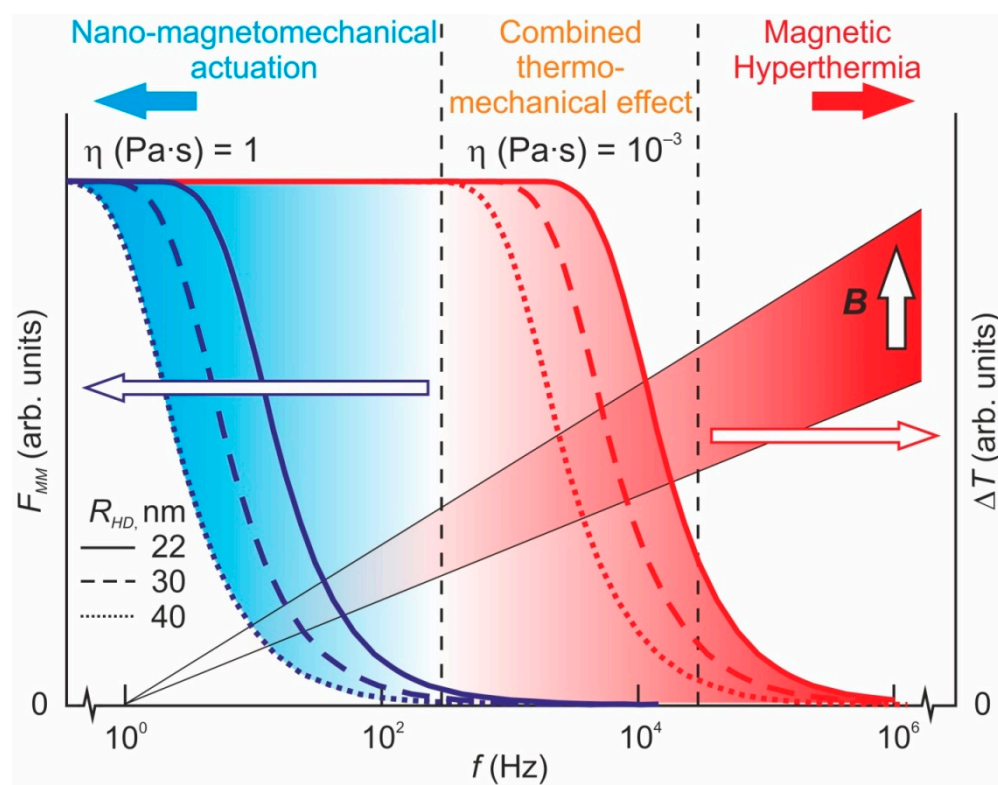 Nano-magnetomechanical
actuation
Combined
thermo-
mechanical effect
Magnetic
Hyperthermia
η (Pa·s) = 1
η (Pa·s) = 10⁻³
F_MM (arb. units)
R_HD, nm
22
30
40
B
ΔT (arb. units)
0
0
10⁰
10²
10⁴
10⁶
f (Hz)